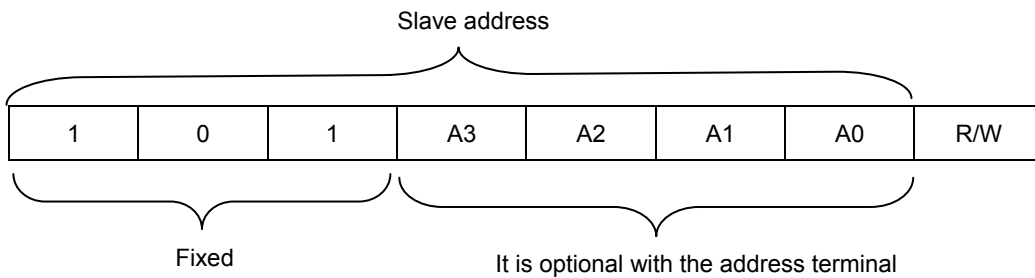 Slave address
1 0 1 A3 A2 A1 A0 R/W
Fixed
It is optional with the address terminal